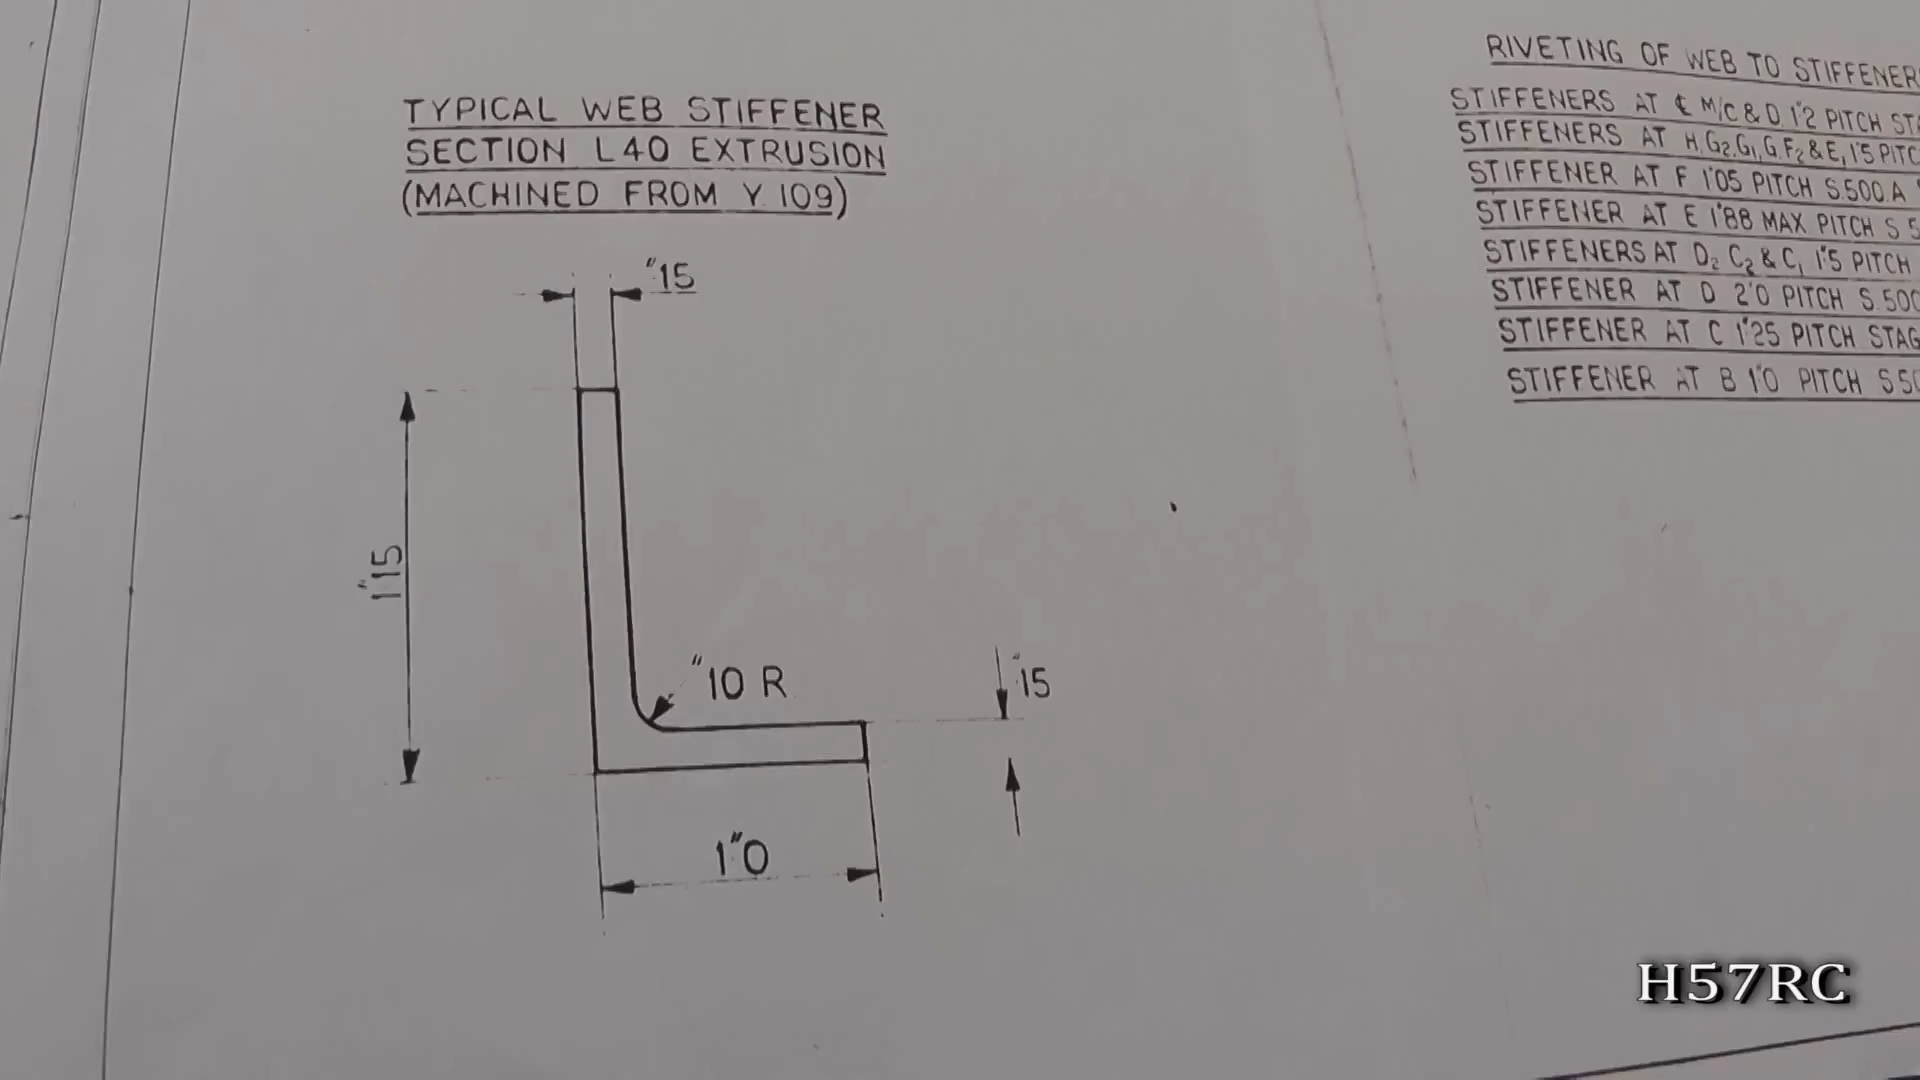 TYPICAL WEB STIFFENER
SECTION L40 EXTRUSION
(MACHINED FROM Y.109)
".15
1".15
".10 R.
".15
1".0
RIVETING OF WEB TO STIFFENER
STIFFENERS AT ℄ M/C & D. 1".2 PITCH
STIFFENERS AT H, G2, G1, G, F2 & E, 1".5
STIFFENER AT F 1".05 PITCH S.500.A
STIFFENER AT E 1".88 MAX PITCH S
STIFFENERS AT D2 C2 & C1 1".5 PITCH
STIFFENER AT D 2".0 PITCH S.500
STIFFENER AT C 1".25 PITCH
STIFFENER AT B 1".0 PITCH
H57RC